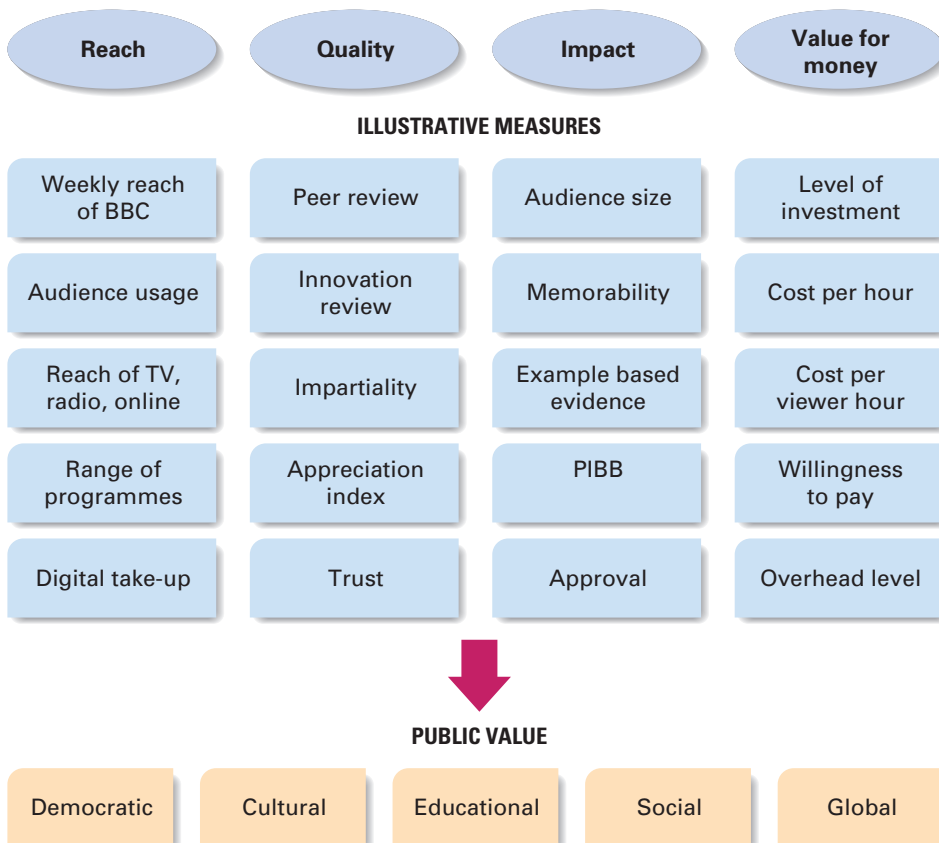 Reach
Quality
Impact
Value for
money
ILLUSTRATIVE MEASURES
Weekly reach
of BBC
Peer review
Audience size
Level of
investment
Audience usage
Innovation
review
Memorability
Cost per hour
Reach of TV,
radio, online
Impartiality
Example based
evidence
Cost per
viewer hour
Range of
programmes
Appreciation
index
PIBB
Willingness
to pay
Digital take-up
Trust
Approval
Overhead level
PUBLIC VALUE
Democratic
Cultural
Educational
Social
Global